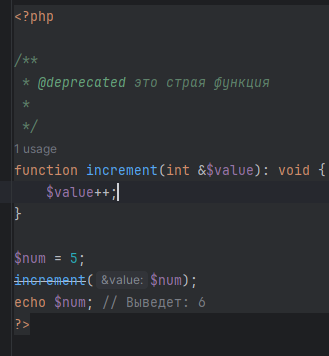 <?php
/**
 * @deprecated это страя функция
 *
 */
1 usage
function increment(int &$value): void {
    $value++;
}
$num = 5;
increment( &value: $num);
echo $num; // Выведет: 6
?>